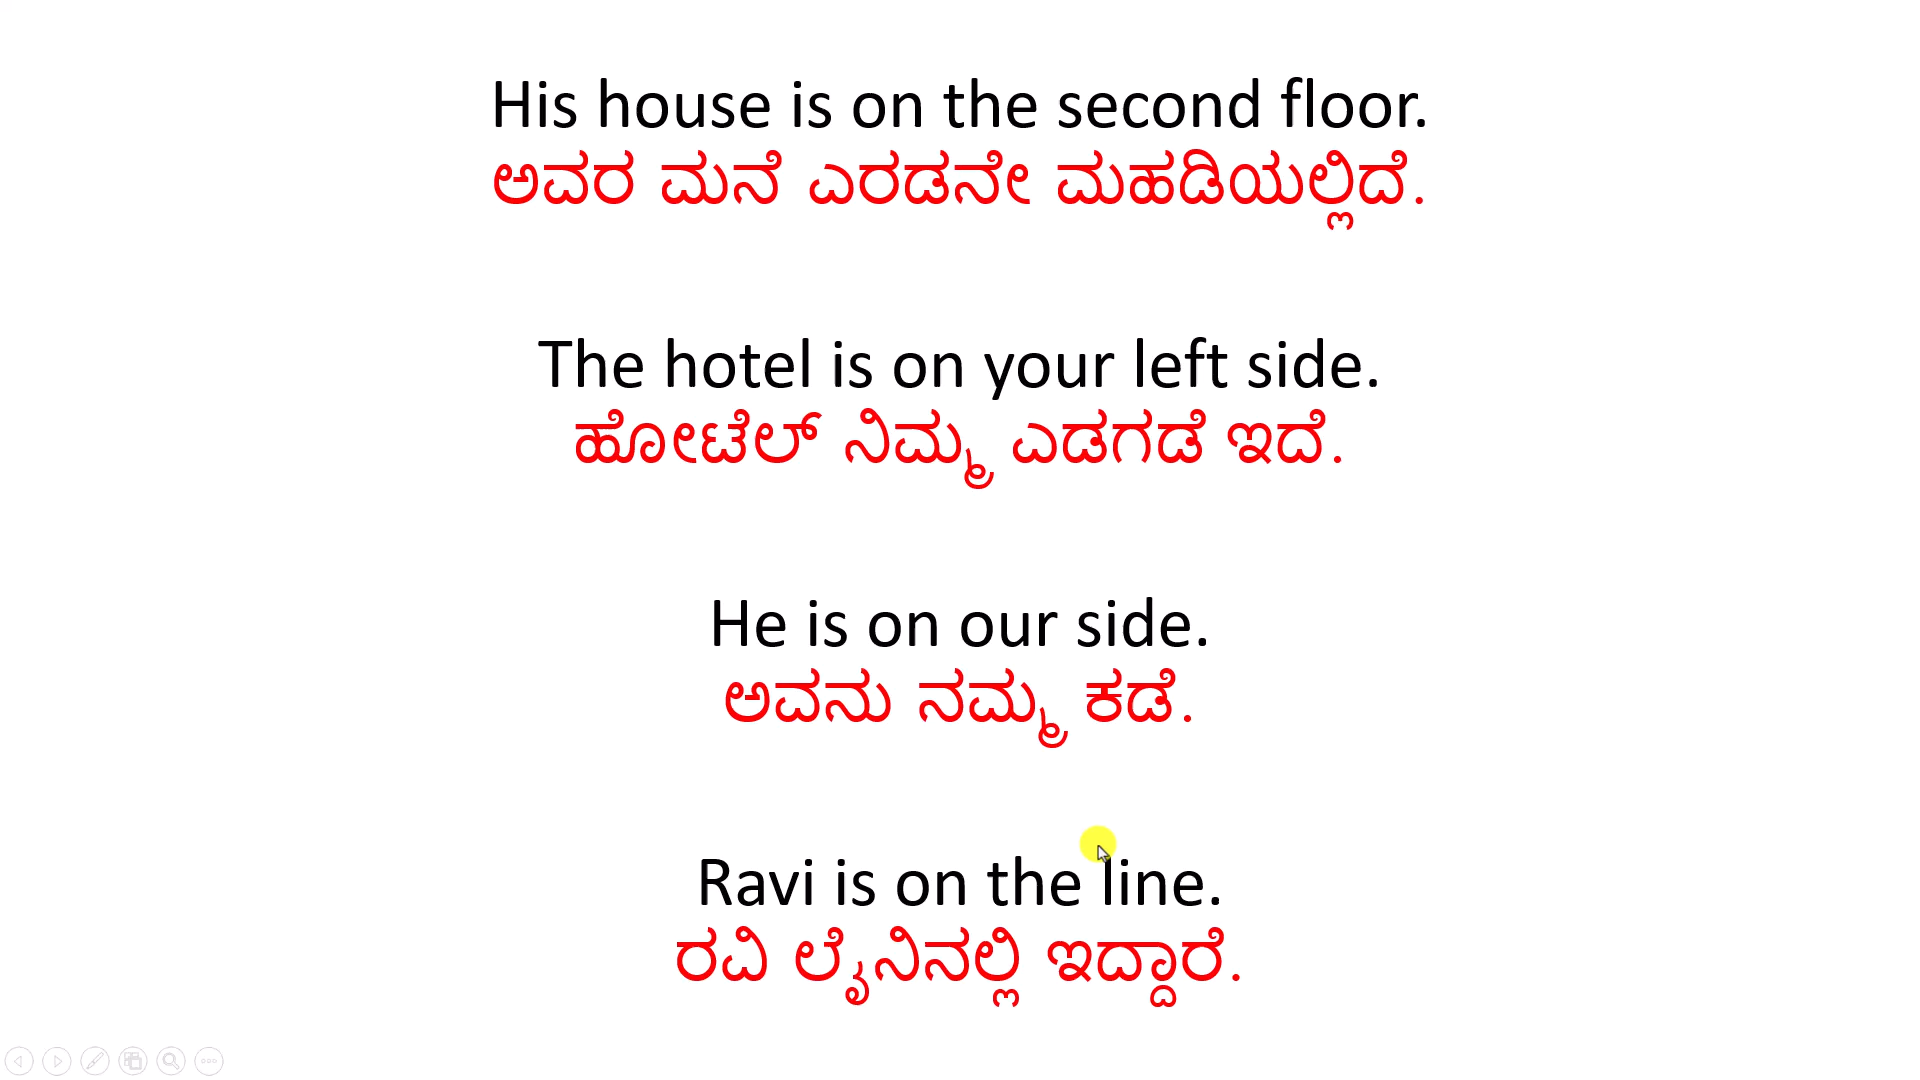 His house is on the second floor.
ಅವರ ಮನೆ ಎರಡನೇ ಮಹಡಿಯಲ್ಲಿದೆ.
The hotel is on your left side.
ಹೋಟೆಲ್ ನಿಮ್ಮ ಎಡಗಡೆ ಇದೆ.
He is on our side.
ಅವನು ನಮ್ಮ ಕಡೆ.
Ravi is on the line.
ರವಿ ಲೈನಿನಲ್ಲಿ ಇದ್ದಾರೆ.